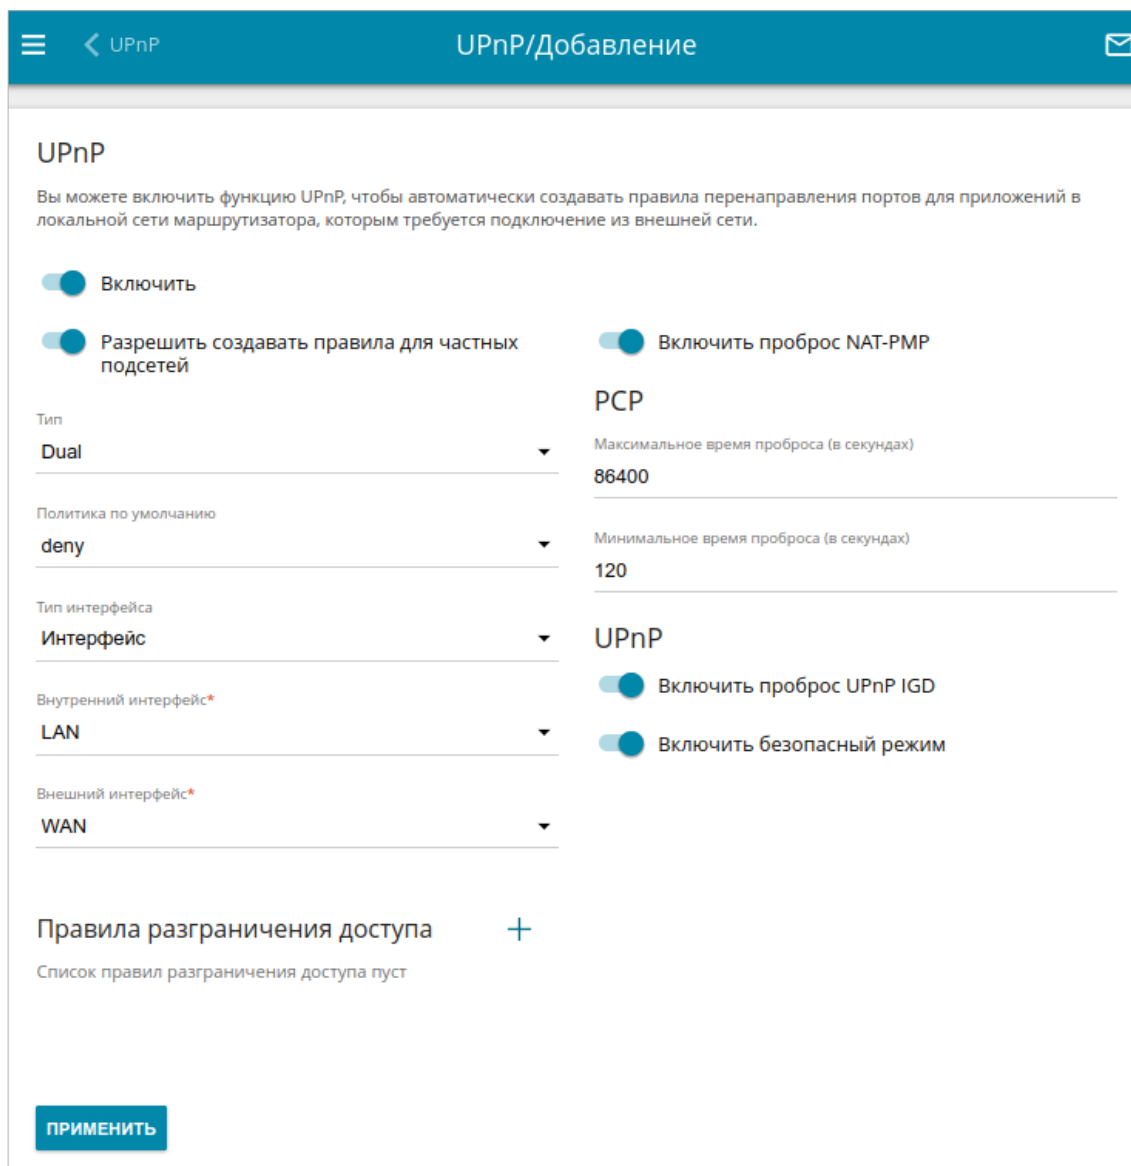 UPnP
UPnP/Добавление
UPnP
Вы можете включить функцию UPnP, чтобы автоматически создавать правила перенаправления портов для приложений в
локальной сети маршрутизатора, которым требуется подключение из внешней сети.
Включить
Разрешить создавать правила для частных
подсетей
Тип
Dual
Политика по умолчанию
deny
Тип интерфейса
Интерфейс
Внутренний интерфейс*
LAN
Внешний интерфейс*
WAN
Включить проброс NAT-PMP
PCP
Максимальное время проброса (в секундах)
86400
Минимальное время проброса (в секундах)
120
UPnP
Включить проброс UPnP IGD
Включить безопасный режим
Правила разграничения доступа
Список правил разграничения доступа пуст
ПРИМЕНИТЬ